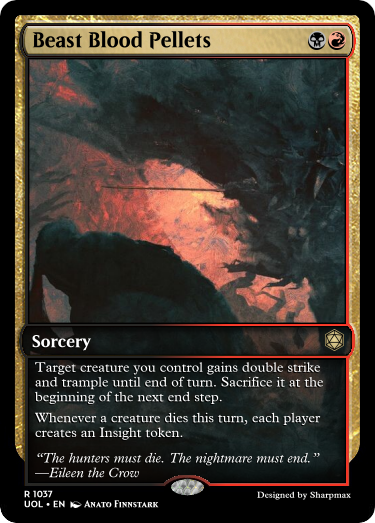 Beast Blood Pellets
Sorcery
Target creature you control gains double strike
and trample until end of turn. Sacrifice it at the
beginning of the next end step.
Whenever a creature dies this turn, each player
creates an Insight token.
“The hunters must die. The nightmare must end.”
—Eileen the Crow
R 1037
UOL • EN Anato Finnstark
Designed by Sharpmax